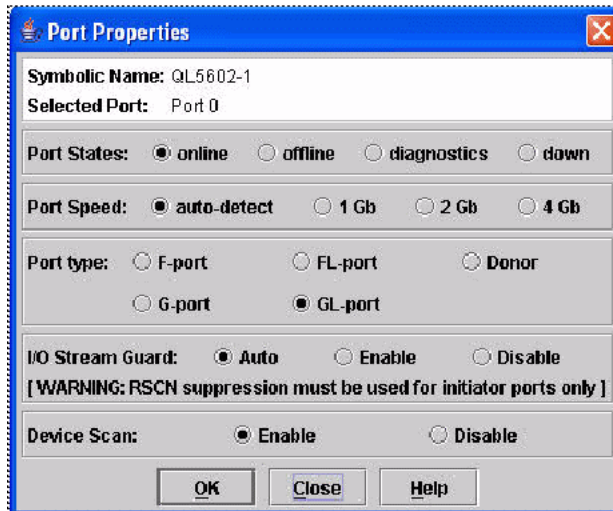 Port Properties
Symbolic Name: QL5602-1
Selected Port: Port 0
Port States: online offline diagnostics down
Port Speed: auto-detect 1 Gb 2 Gb 4 Gb
Port type: F-port FL-port Donor
G-port GL-port
I/O Stream Guard: Auto Enable Disable
[ WARNING: RSCN suppression must be used for initiator ports only ]
Device Scan: Enable Disable
OK Close Help